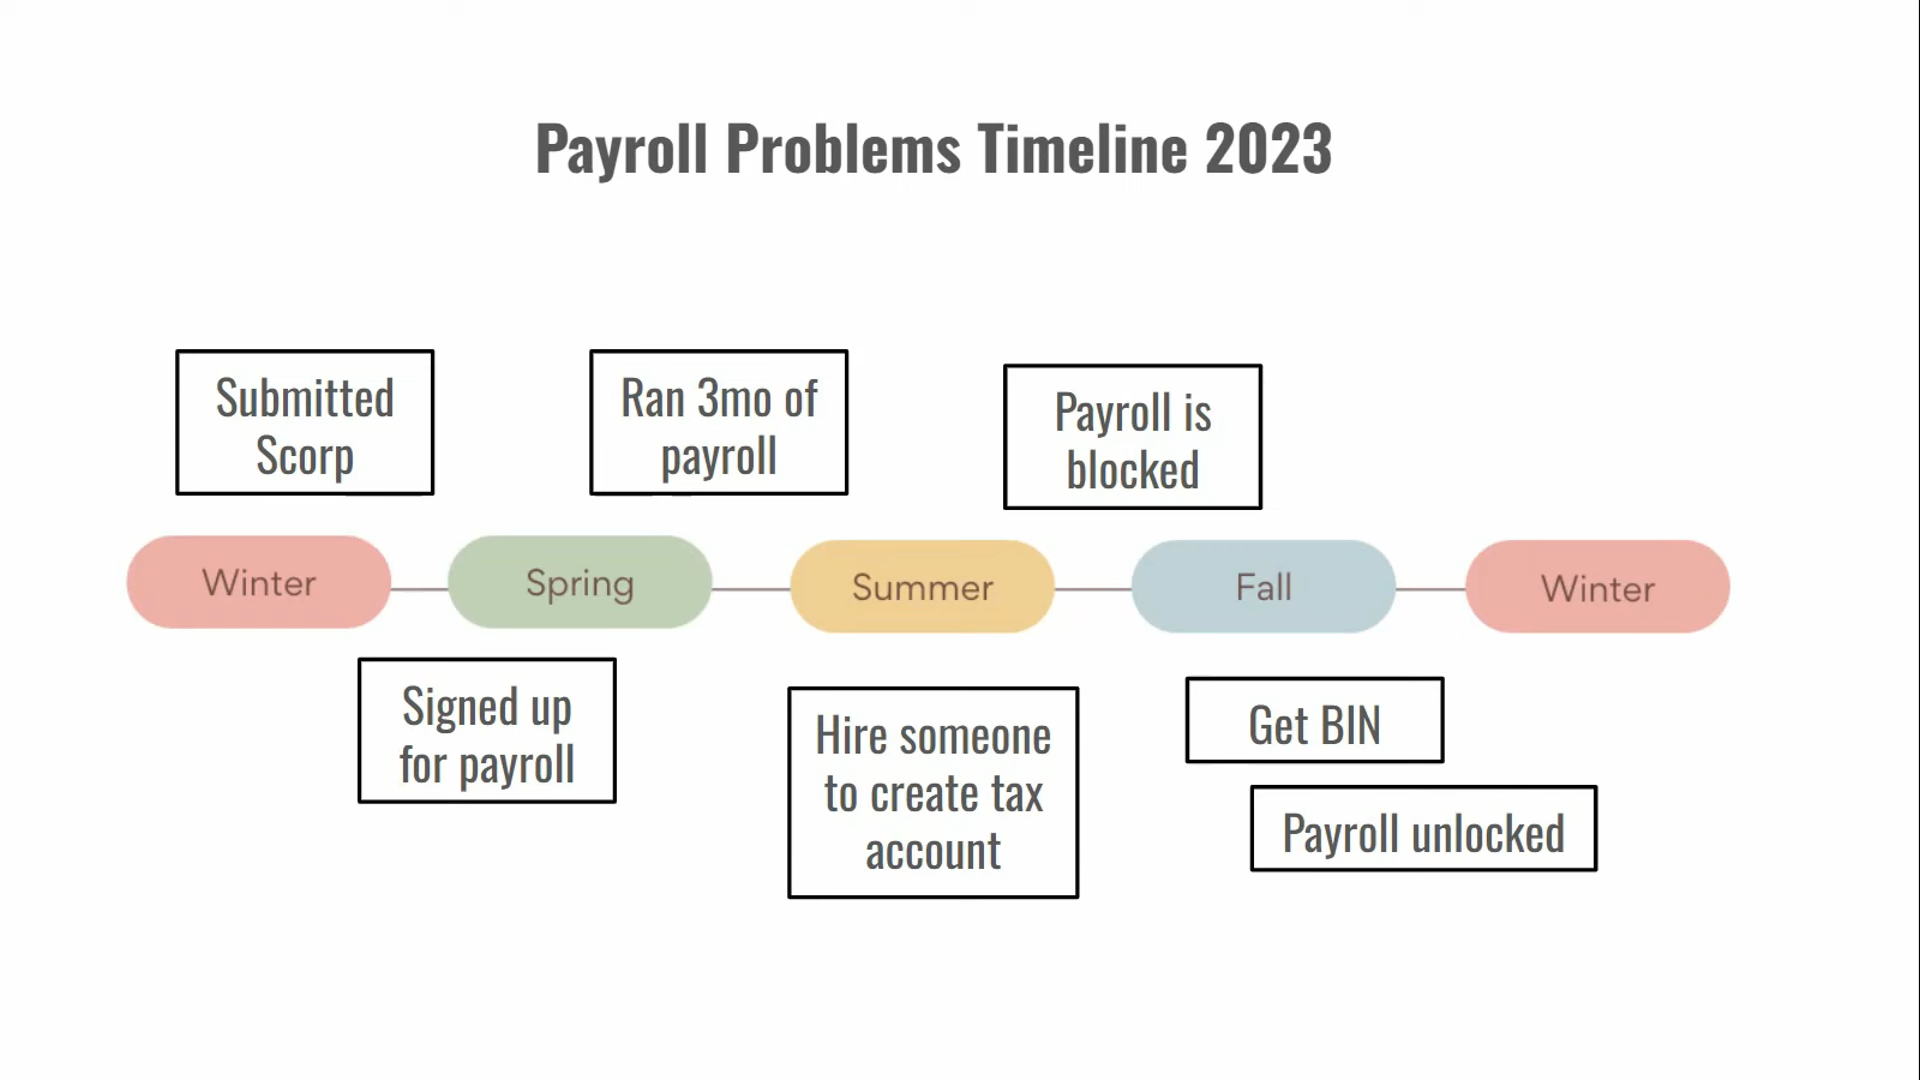 Payroll Problems Timeline 2023
Submitted
Scorp
Ran 3mo of
payroll
Payroll is
blocked
Winter
Spring
Summer
Fall
Winter
Signed up
for payroll
Hire someone
to create tax
account
Get BIN
Payroll unlocked